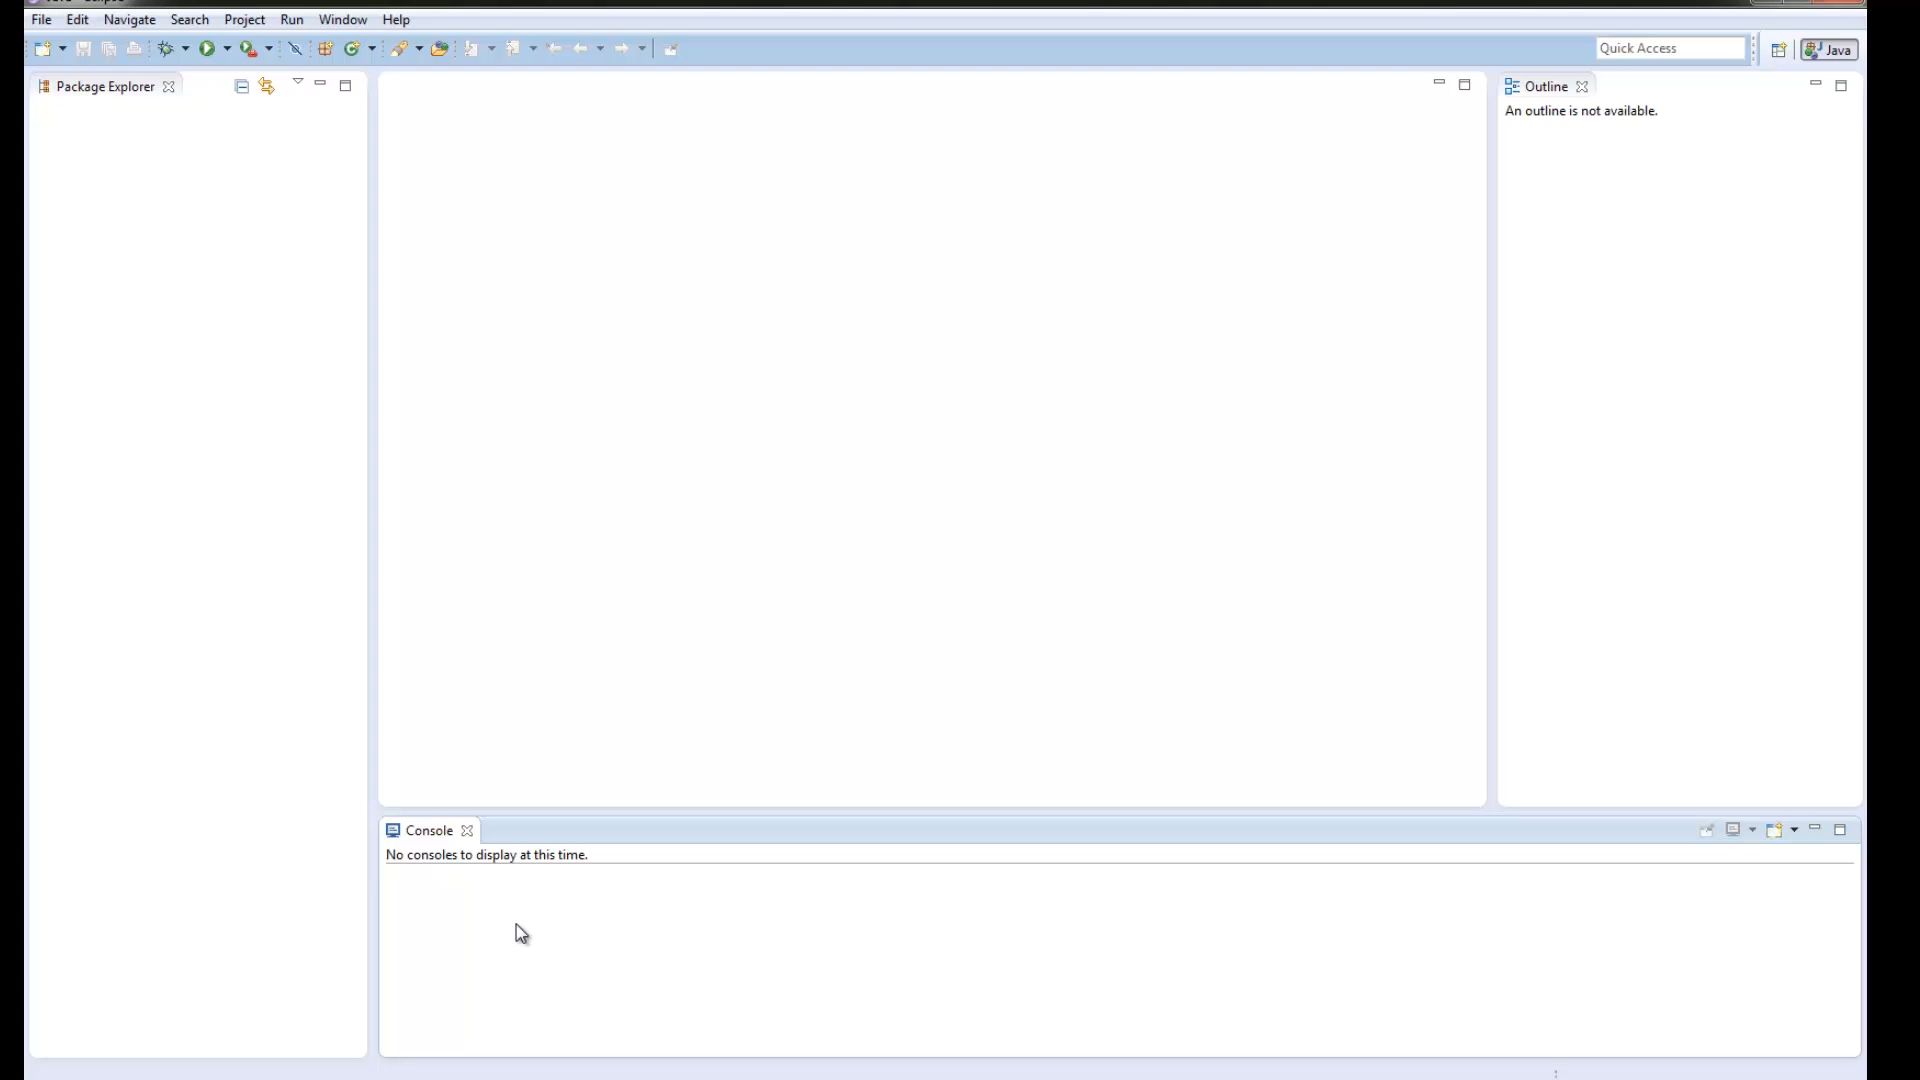 File Edit Navigate Search Project Run Window Help
Quick Access
Java
Package Explorer
Outline
An outline is not available.
Console
No consoles to display at this time.